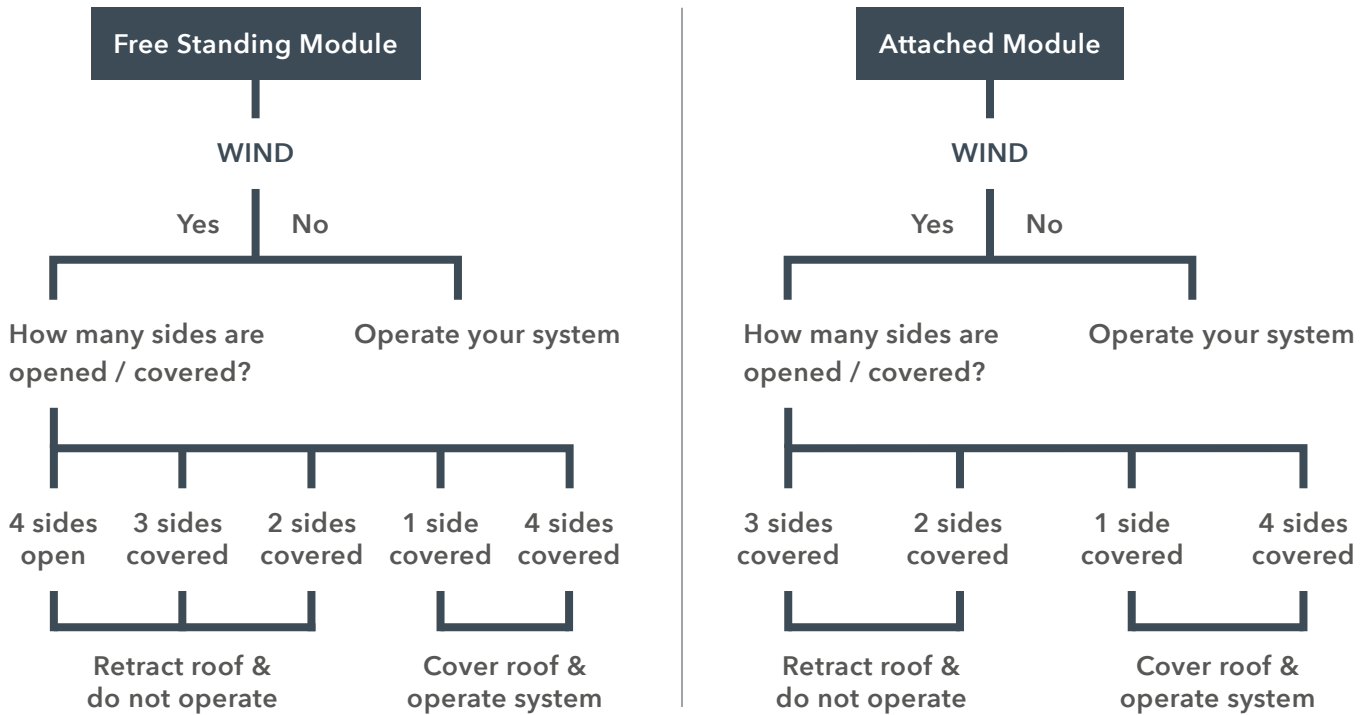 Free Standing Module
WIND
Yes
No
How many sides are
opened / covered?
Operate your system
4 sides
open
3 sides
covered
2 sides
covered
1 side
covered
4 sides
covered
Retract roof &
do not operate
Cover roof &
operate system
Attached Module
WIND
Yes
No
How many sides are
opened / covered?
Operate your system
3 sides
covered
2 sides
covered
1 side
covered
4 sides
covered
Retract roof &
do not operate
Cover roof &
operate system